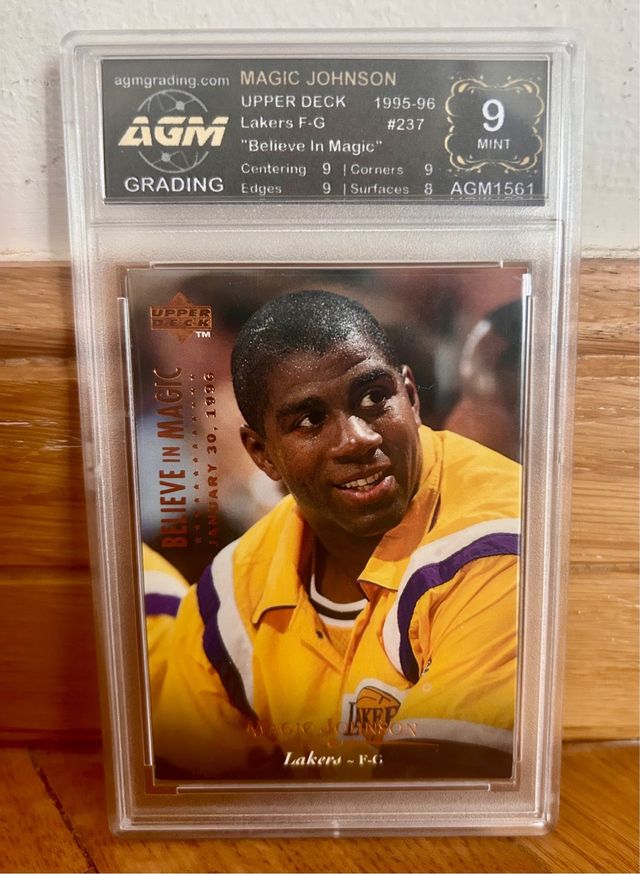 agmgrading.com
AGM
GRADING
MAGIC JOHNSON
UPPER DECK 1995-96
Lakers F-G #237
"Believe In Magic"
Centering 9 | Corners 9
Edges 9 | Surfaces 8
9
MINT
AGM1561
UPPER
DECK
TM
BELIEVE IN MAGIC
JANUARY 30, 1996
MAGIC JOHNSON
Lakers ~ F-G